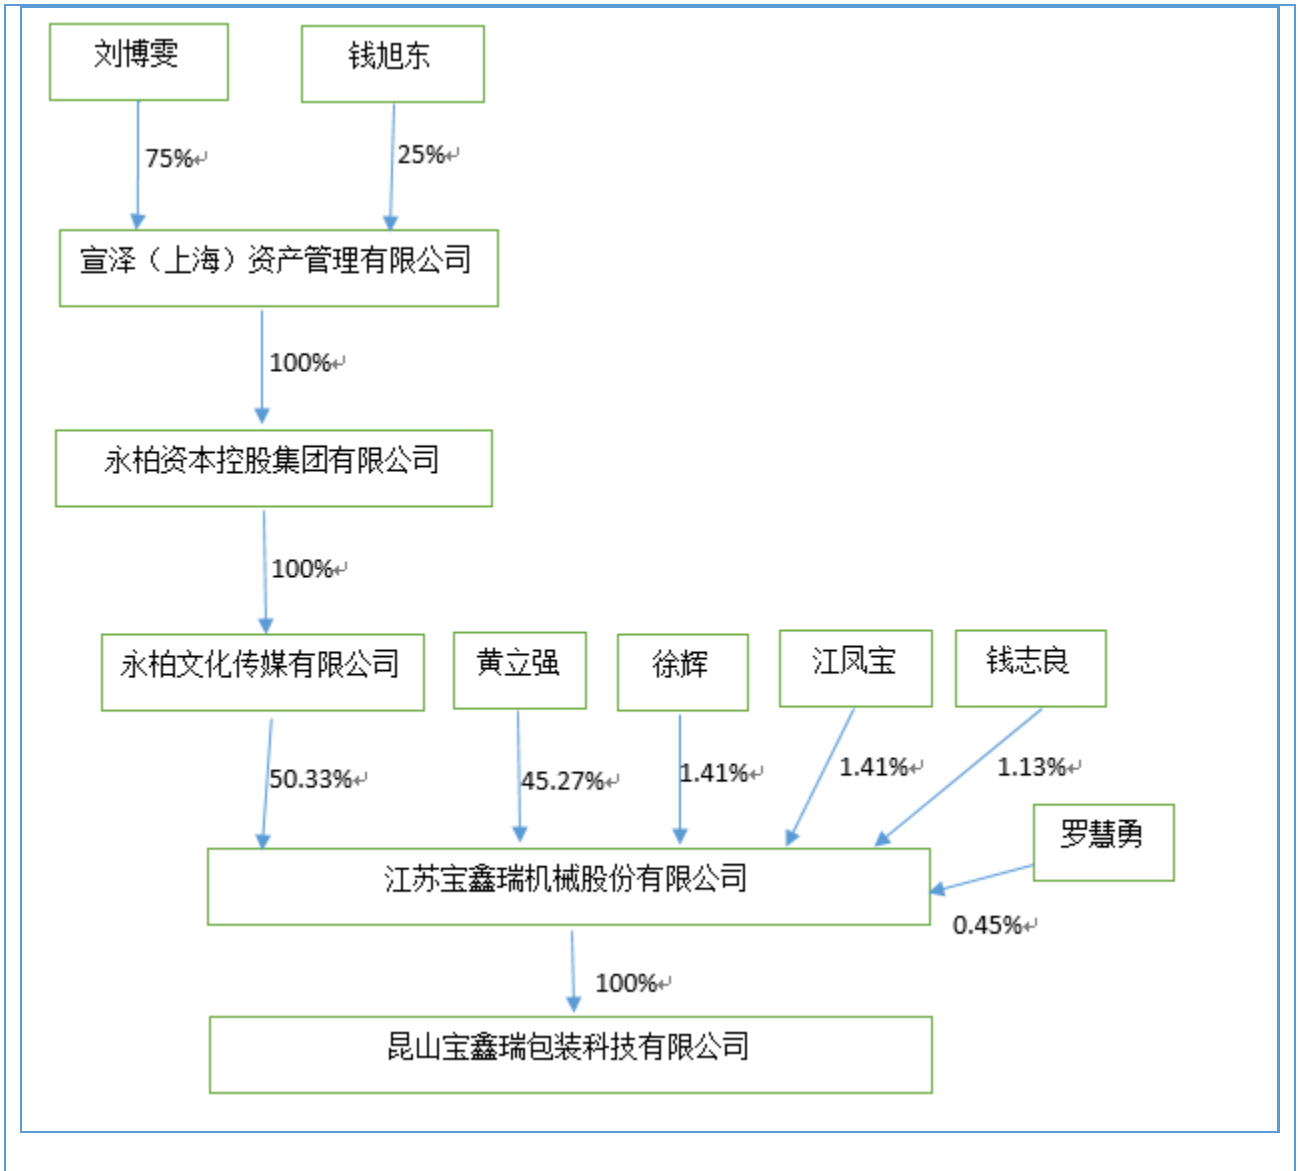 刘博雯
钱旭东
75%
25%
宣泽（上海）资产管理有限公司
100%
永柏资本控股集团有限公司
100%
永柏文化传媒有限公司
黄立强
徐辉
江凤宝
钱志良
50.33%
45.27%
1.41%
1.41%
1.13%
罗慧勇
江苏宝鑫瑞机械股份有限公司
0.45%
100%
昆山宝鑫瑞包装科技有限公司